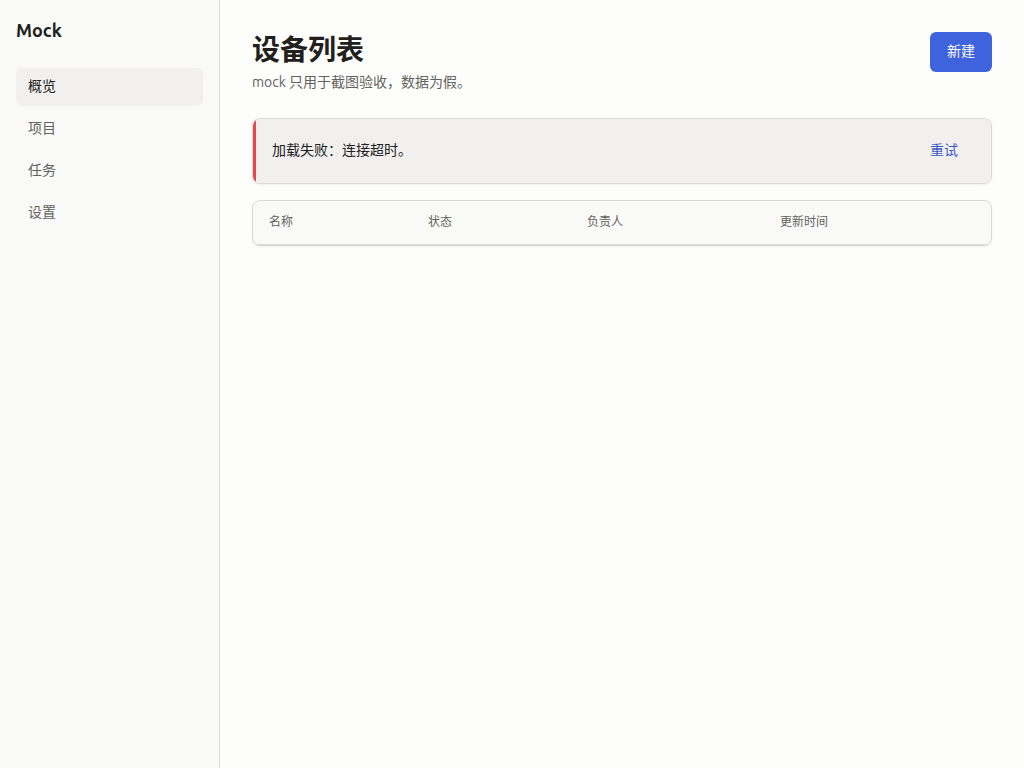 Mock
概览
项目
任务
设置
设备列表
mock 只用于截图验收，数据为假。
新建
加载失败：连接超时。
重试
名称 状态 负责人 更新时间